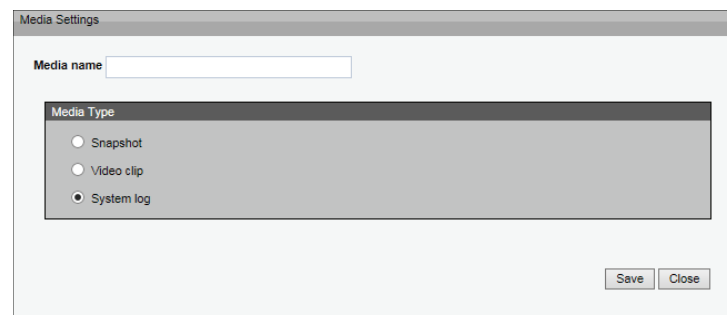 Media Settings
Media name
Media Type
Snapshot
Video clip
System log
Save Close